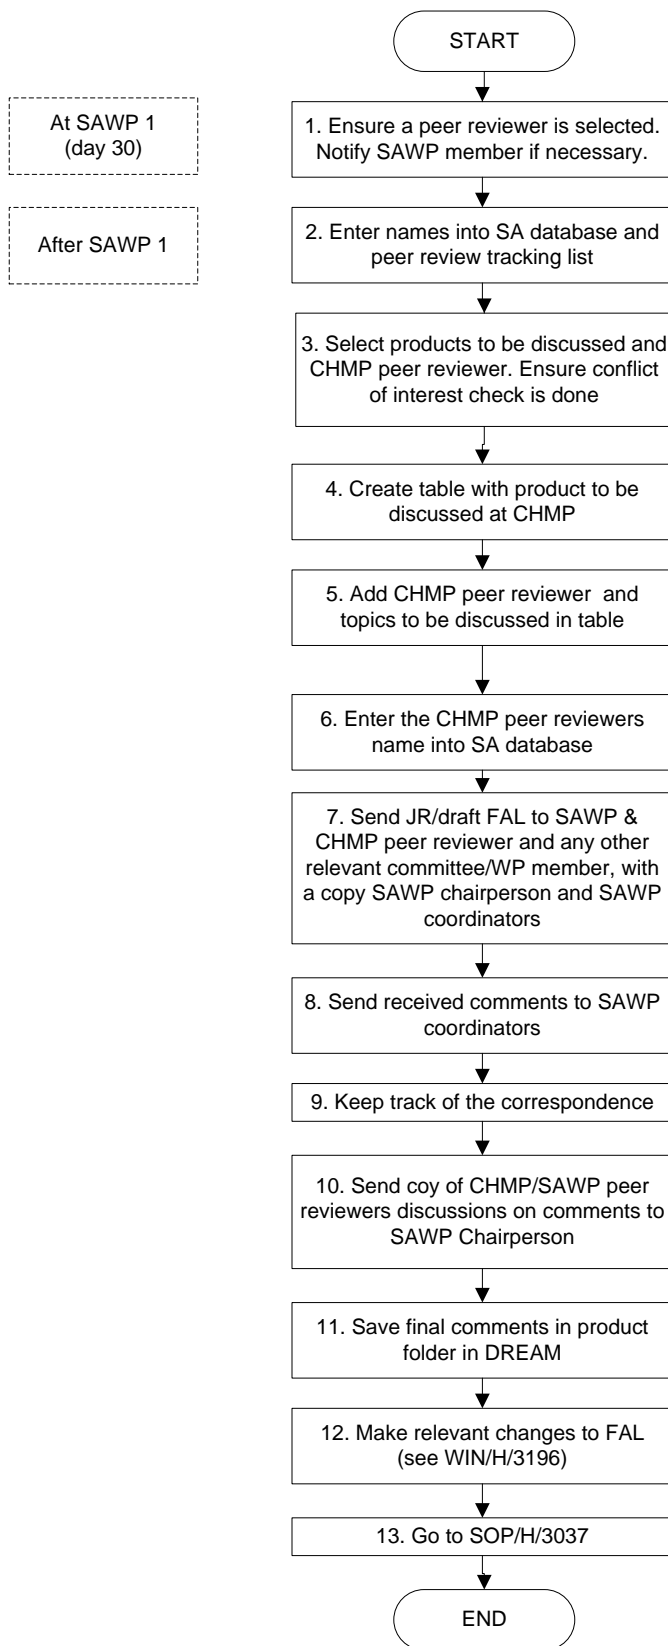 START
At SAWP 1
(day 30)
1. Ensure a peer reviewer is selected.
Notify SAWP member if necessary.
After SAWP 1
2. Enter names into SA database and
peer review tracking list
3. Select products to be discussed and
CHMP peer reviewer. Ensure conflict
of interest check is done
4. Create table with product to be
discussed at CHMP
5. Add CHMP peer reviewer and
topics to be discussed in table
6. Enter the CHMP peer reviewers
name into SA database
7. Send JR/draft FAL to SAWP &
CHMP peer reviewer and any other
relevant committee/WP member, with
a copy SAWP chairperson and SAWP
coordinators
8. Send received comments to SAWP
coordinators
9. Keep track of the correspondence
10. Send coy of CHMP/SAWP peer
reviewers discussions on comments to
SAWP Chairperson
11. Save final comments in product
folder in DREAM
12. Make relevant changes to FAL
(see WIN/H/3196)
13. Go to SOP/H/3037
END